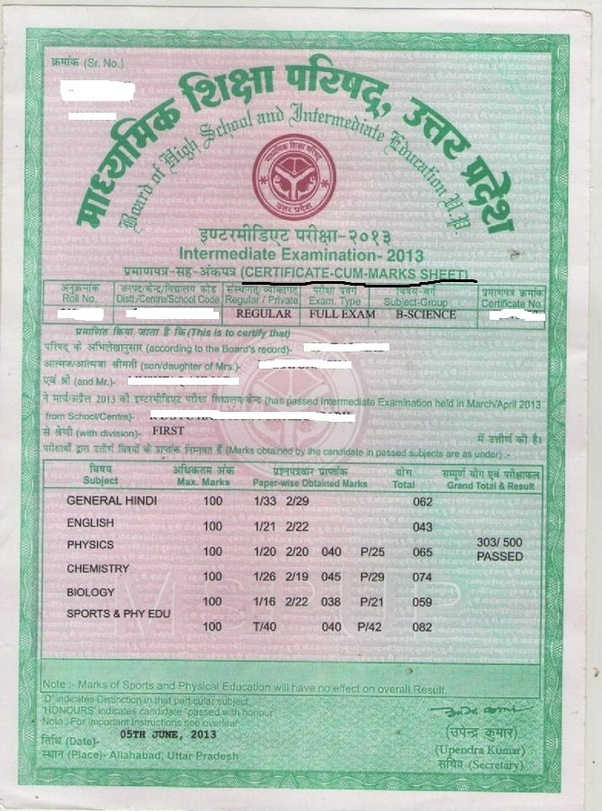 क्रमांक (Sr. No.)
माध्यमिक शिक्षा परिषद्, उत्तर प्रदेश
Board of High School and Intermediate Education U.P.
माध्यमिक शिक्षा परिषद्
उत्तर प्रदेश
इण्टरमीडिएट परीक्षा-२०१३
Intermediate Examination- 2013
प्रमाणपत्र-सह-अंकपत्र (CERTIFICATE-CUM-MARKS SHEET)
अनुक्रमांक जनपद/केन्द्र/विद्यालय कोड संस्थागत/व्यक्तिगत परीक्षा प्रवर्ग विषय वर्ग प्रमाणपत्र क्रमांक
Roll No. Distt./Centre/School Code Regular / Private Exam. Type Subject-Group Certificate No.
REGULAR FULL EXAM B-SCIENCE
प्रमाणित किया जाता है कि (This is to certify that)
परिषद् के अभिलेखानुसार (according to the Board's record)-
आत्मज/आत्मजा श्रीमती (son/daughter of Mrs.)-
एवं श्री (and Mr.)-
ने मार्च/अप्रैल 2013 को इण्टरमीडिएट परीक्षा विद्यालय/केन्द्र (has passed Intermediate Examination held in March/April 2013
from School/Centre)-
से श्रेणी (with division)- FIRST में उत्तीर्ण की है।
परीक्षार्थी द्वारा उत्तीर्ण विषयों के प्राप्तांक निम्नवत हैं (Marks obtained by the candidate in passed subjects are as under) :-
विषय अधिकतम अंक प्रश्नपत्रवार प्राप्तांक योग सम्पूर्ण योग एवं परीक्षाफल
Subject Max. Marks Paper-wise Obtained Marks Total Grand Total & Result
GENERAL HINDI 100 1/33 2/29 062
ENGLISH 100 1/21 2/22 043
PHYSICS 100 1/20 2/20 040 P/25 065
303/ 500
PASSED
CHEMISTRY 100 1/26 2/19 045 P/29 074
BIOLOGY 100 1/16 2/22 038 P/21 059
SPORTS & PHY EDU 100 T/40 040 P/42 082
Note :- Marks of Sports and Physical Education will have no effect on overall Result.
'D' indicates Distinction in that particular subject.
'HONOURS' indicates candidate 'passed with honour'
Note : For Important Instructions see overleaf
तिथि (Date)- 05TH JUNE, 2013
स्थान (Place)- Allahabad, Uttar Pradesh
(उपेन्द्र कुमार)
(Upendra Kumar)
सचिव (Secretary)